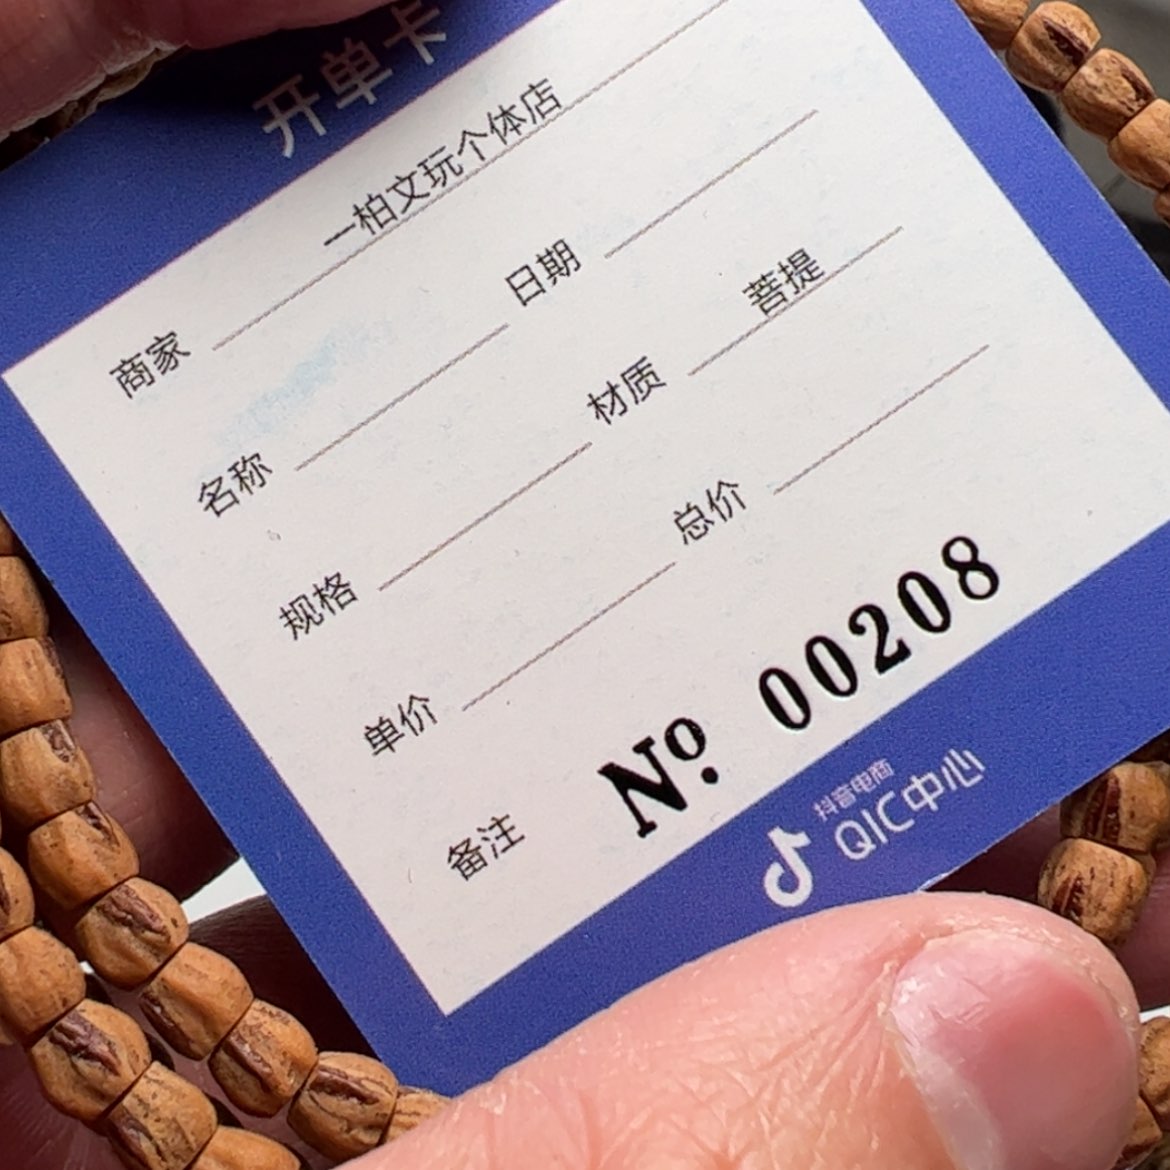 开单卡
商家 一柏文玩个体店
名称 日期
规格 材质 菩提
单价 总价
备注 № 00208
抖音电商
QIC中心